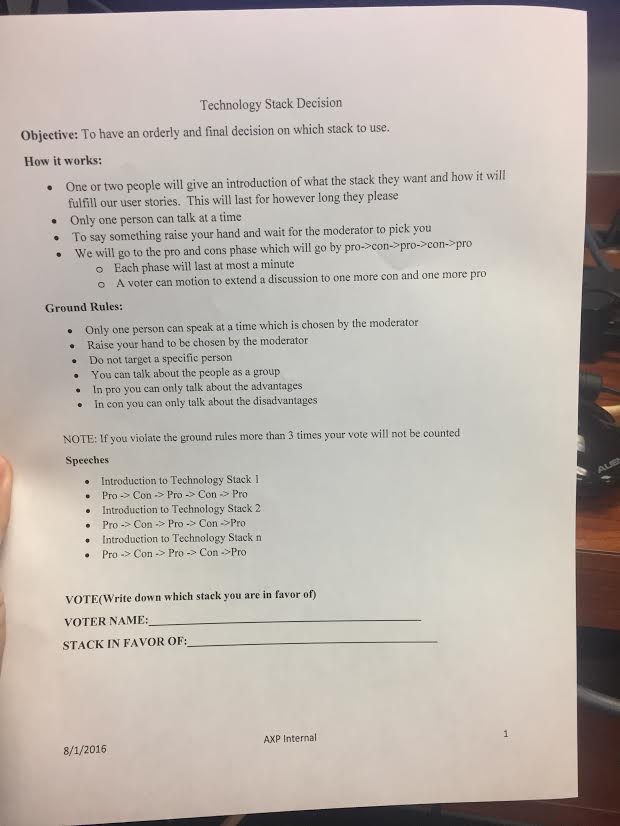 Technology Stack Decision
Objective: To have an orderly and final decision on which stack to use.
How it works:
• One or two people will give an introduction of what the stack they want and how it will
fulfill our user stories. This will last for however long they please
• Only one person can talk at a time
• To say something raise your hand and wait for the moderator to pick you
• We will go to the pro and cons phase which will go by pro->con->pro->con->pro
o Each phase will last at most a minute
o A voter can motion to extend a discussion to one more con and one more pro
Ground Rules:
• Only one person can speak at a time which is chosen by the moderator
• Raise your hand to be chosen by the moderator
• Do not target a specific person
• You can talk about the people as a group
• In pro you can only talk about the advantages
• In con you can only talk about the disadvantages
NOTE: If you violate the ground rules more than 3 times your vote will not be counted
Speeches
• Introduction to Technology Stack 1
• Pro -> Con -> Pro -> Con -> Pro
• Introduction to Technology Stack 2
• Pro -> Con -> Pro -> Con ->Pro
• Introduction to Technology Stack n
• Pro -> Con -> Pro -> Con ->Pro
VOTE(Write down which stack you are in favor of)
VOTER NAME:
STACK IN FAVOR OF:
AXP Internal
1
8/1/2016